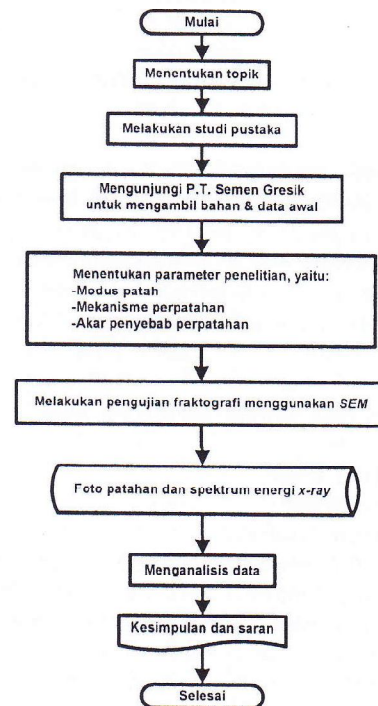 Mulai
Menentukan topik
Melakukan studi pustaka
Mengunjungi P.T. Semen Gresik
untuk mengambil bahan & data awal
Menentukan parameter penelitian, yaitu:
-Modus patah
-Mekanisme perpatahan
-Akar penyebab perpatahan
Melakukan pengujian fraktografi menggunakan SEM
Foto patahan dan spektrum energi x-ray
Menganalisis data
Kesimpulan dan saran
Selesai